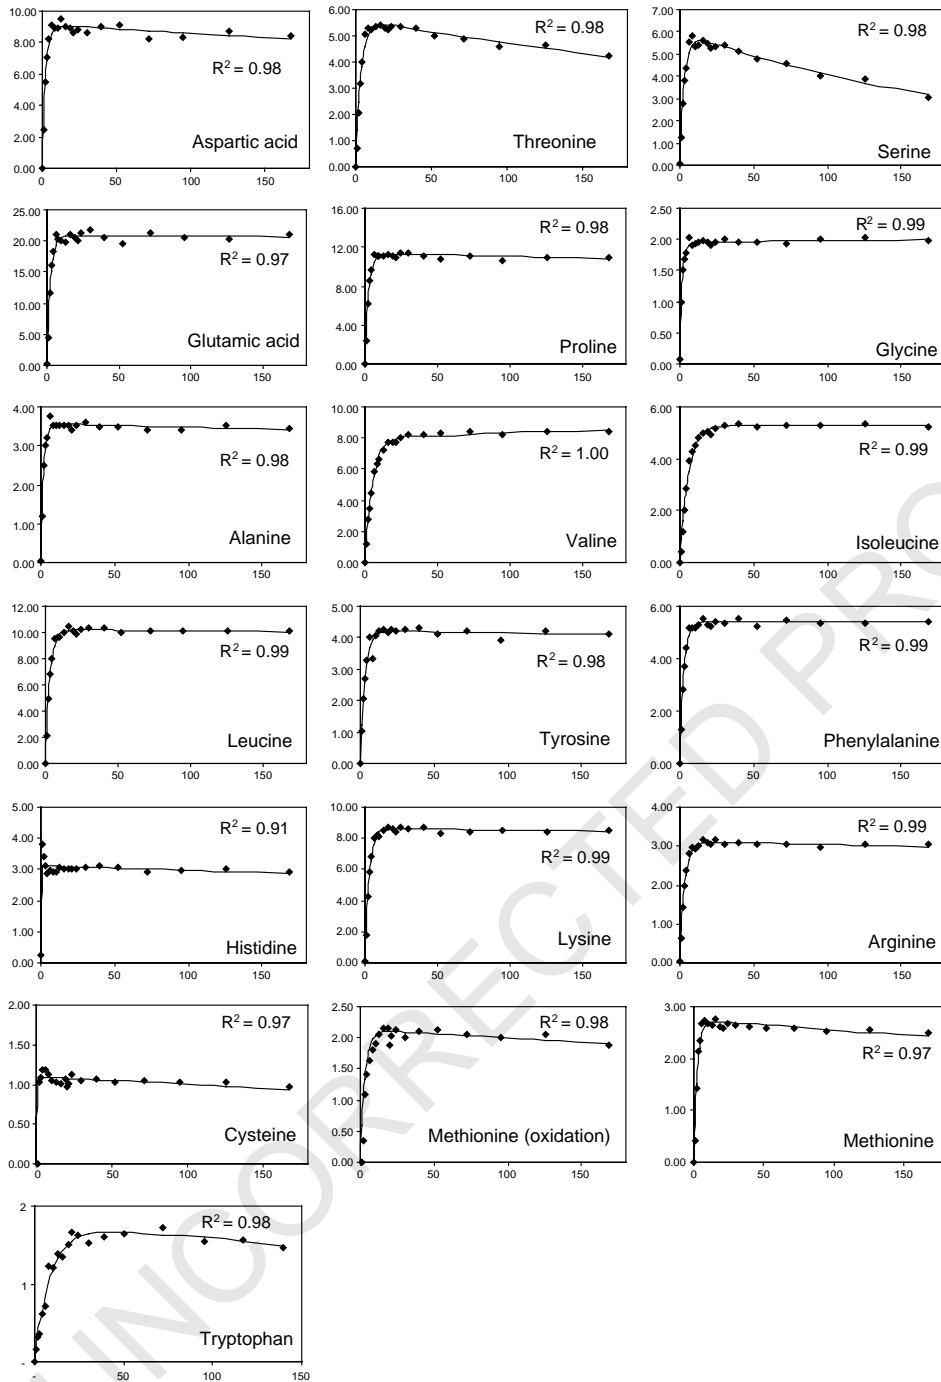 10.00
8.00
6.00
4.00
2.00
0.00
0 50 100 150
R² = 0.98
Aspartic acid
6.00
5.00
4.00
3.00
2.00
1.00
0.00
0 50 100 150
R² = 0.98
Threonine
7.00
6.00
5.00
4.00
3.00
2.00
1.00
0.00
0 50 100 150
R² = 0.98
Serine
25.00
20.00
15.00
10.00
5.00
0.00
0 50 100 150
R² = 0.97
Glutamic acid
16.00
12.00
8.00
4.00
0.00
0 50 100 150
R² = 0.98
Proline
2.50
2.00
1.50
1.00
0.50
0.00
0 50 100 150
R² = 0.99
Glycine
4.00
3.00
2.00
1.00
0.00
0 50 100 150
R² = 0.98
Alanine
10.00
8.00
6.00
4.00
2.00
0.00
0 50 100 150
R² = 1.00
Valine
6.00
4.00
2.00
0.00
0 50 100 150
R² = 0.99
Isoleucine
12.00
10.00
8.00
6.00
4.00
2.00
0.00
0 50 100 150
R² = 0.99
Leucine
5.00
4.00
3.00
2.00
1.00
0.00
0 50 100 150
R² = 0.98
Tyrosine
6.00
4.00
2.00
0.00
0 50 100 150
R² = 0.99
Phenylalanine
5.00
4.00
3.00
2.00
1.00
0.00
0 50 100 150
R² = 0.91
Histidine
10.00
8.00
6.00
4.00
2.00
0.00
0 50 100 150
R² = 0.99
Lysine
4.00
3.00
2.00
1.00
0.00
0 50 100 150
R² = 0.99
Arginine
2.00
1.50
1.00
0.50
0.00
0 50 100 150
R² = 0.97
Cysteine
2.50
2.00
1.50
1.00
0.50
0.00
0 50 100 150
R² = 0.98
Methionine (oxidation)
3.00
2.00
1.00
0.00
0 50 100 150
R² = 0.97
Methionine
2
1
-
- 50 100 150
R² = 0.98
Tryptophan
INCORRECTED PRO